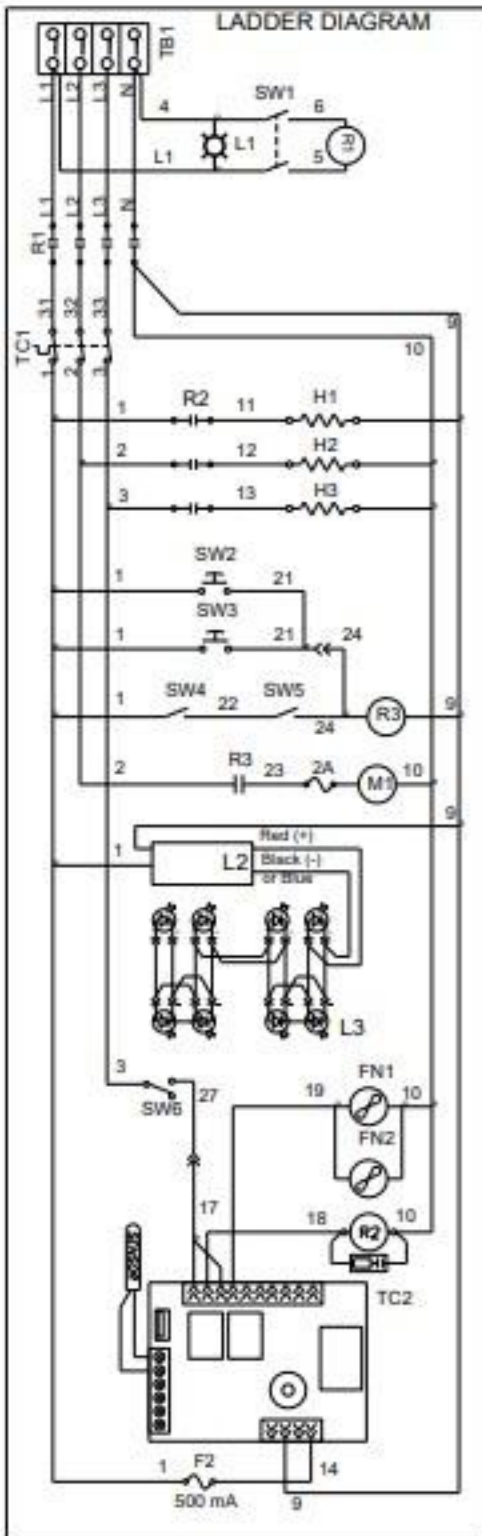 LADDER DIAGRAM
TB1
L1 L2 L3 N
4 SW1 6
L1 R1
L1 5
L1 L2 L3 N
R1
31 32 33
9
TC1
10
1 2 3
1 R2 11 H1
2 12 H2
3 13 H3
SW2
1 21
SW3
1 21 24
SW4 SW5
1 22 24 R3 9
R3
2 23 2A M1 10
9
Red (+)
1 L2 Black (-)
or Blue
L3
3 FN1
SW6 27 19 10
FN2
17 18 R2 10
SENSOR
TC2
1 F2 14
500 mA 9